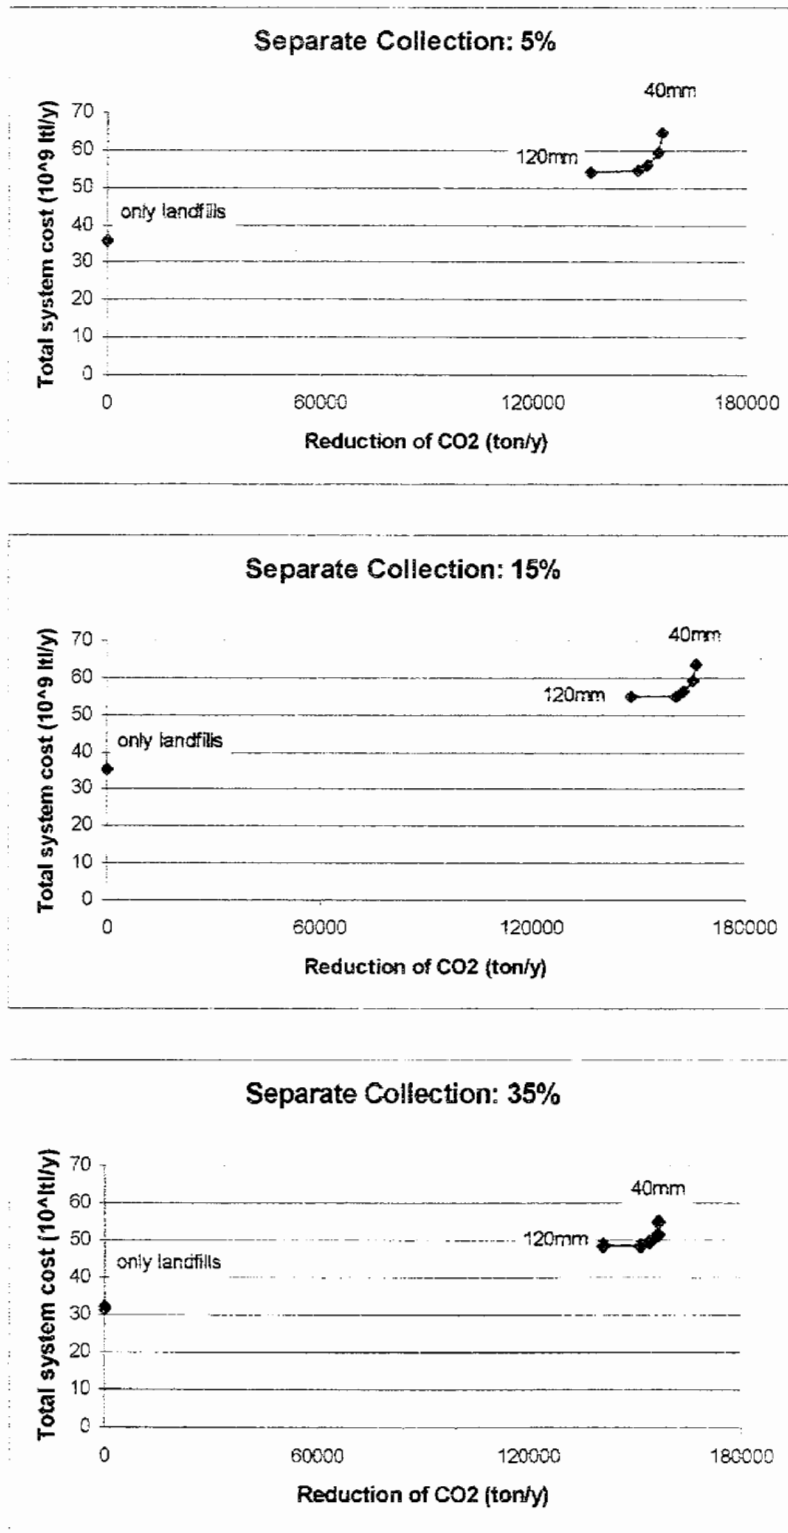 Separate Collection: 5%
Total system cost (10^9 Itl/y)
70
60
50
40
30
20
10
0
40mm
120mm
only landfills
0 60000 120000 180000
Reduction of CO2 (ton/y)
Separate Collection: 15%
Total system cost (10^9 Itl/y)
70
60
50
40
30
20
10
0
40mm
120mm
only landfills
0 60000 120000 180000
Reduction of CO2 (ton/y)
Separate Collection: 35%
Total system cost (10^Itl/y)
70
60
50
40
30
20
10
0
40mm
120mm
only landfills
0 60000 120000 180000
Reduction of CO2 (ton/y)